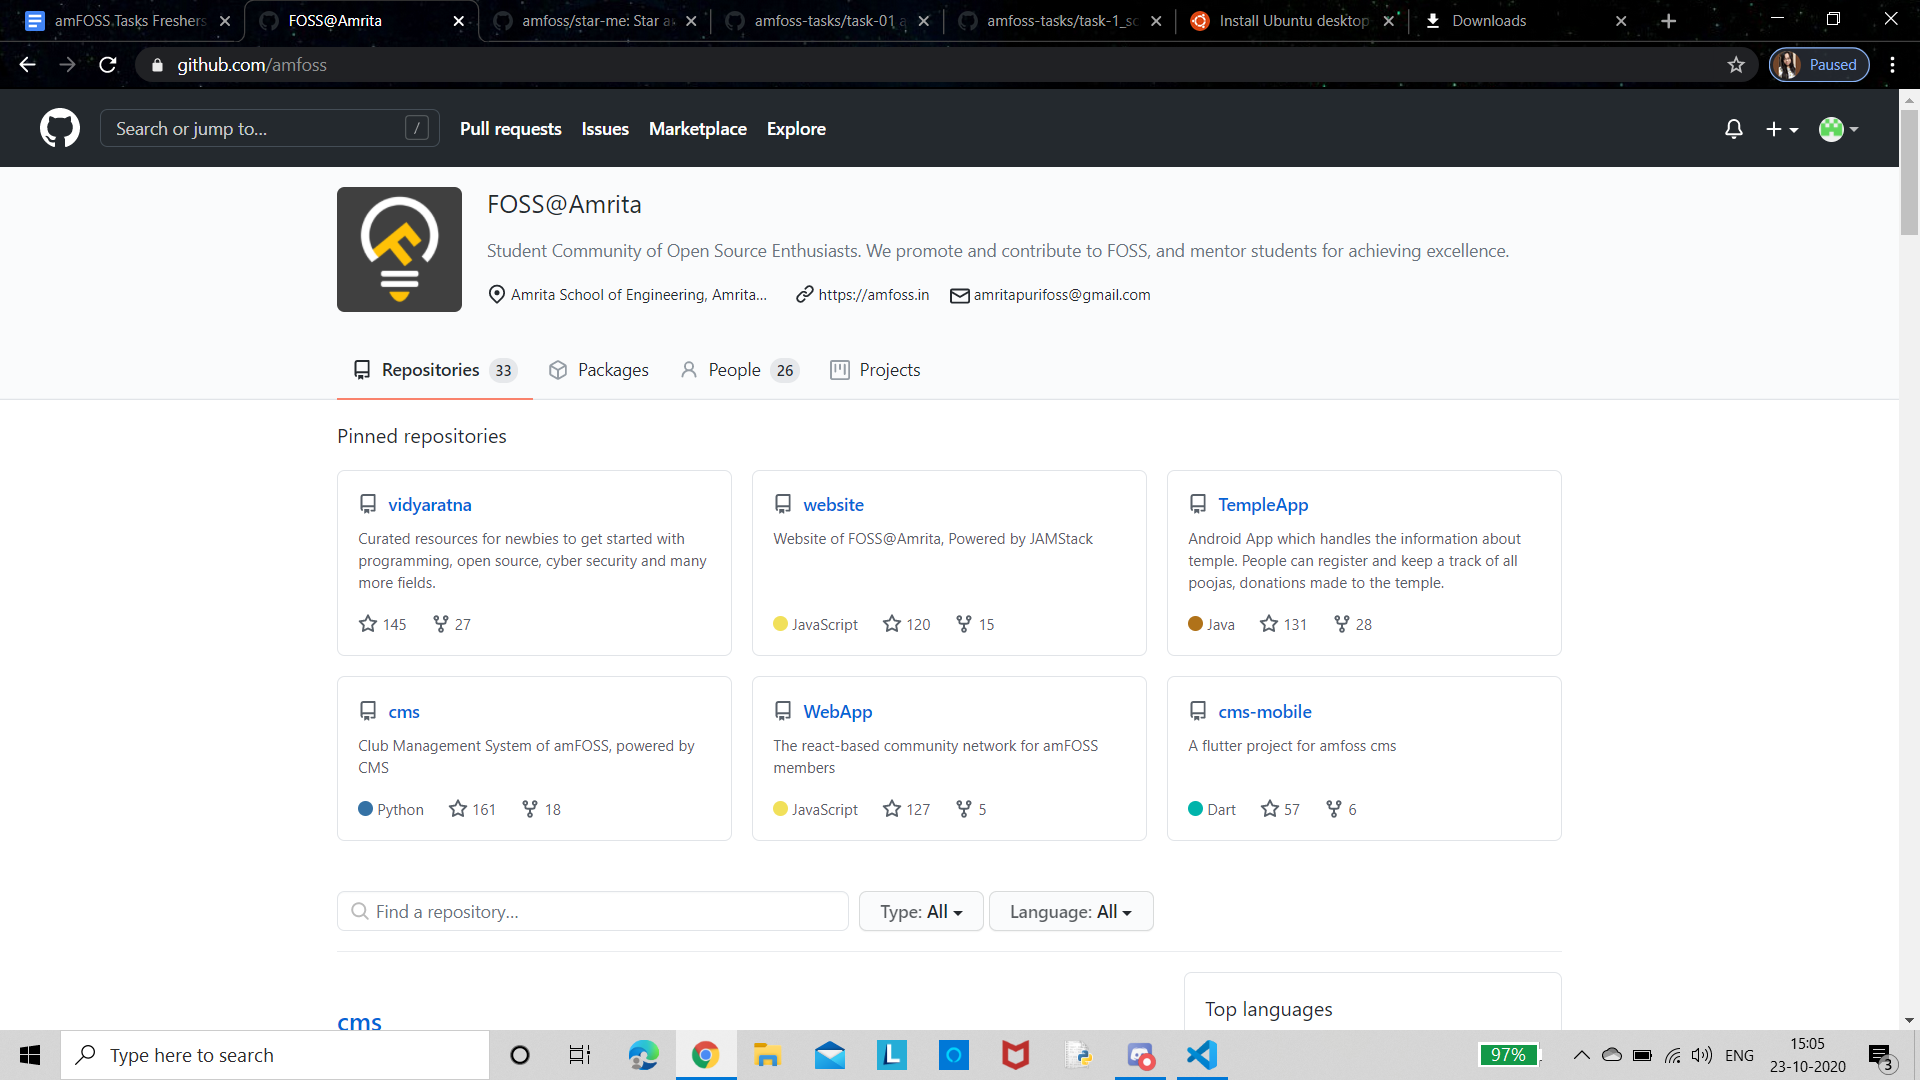 amFOSS Tasks Freshers
FOSS@Amrita
amfoss/star-me: Star a
amfoss-tasks/task-01
amfoss-tasks/task-1_sc
Install Ubuntu desktop
Downloads
github.com/amfoss
Paused
Search or jump to...
/
Pull requests
Issues
Marketplace
Explore
FOSS@Amrita
Student Community of Open Source Enthusiasts. We promote and contribute to FOSS, and mentor students for achieving excellence.
Amrita School of Engineering, Amrita...
https://amfoss.in
amritapurifoss@gmail.com
Repositories 33
Packages
People 26
Projects
Pinned repositories
vidyaratna
Curated resources for newbies to get started with
programming, open source, cyber security and many
more fields.
145
27
website
Website of FOSS@Amrita, Powered by JAMStack
JavaScript
120
15
TempleApp
Android App which handles the information about
temple. People can register and keep a track of all
poojas, donations made to the temple.
Java
131
28
cms
Club Management System of amFOSS, powered by
CMS
Python
161
18
WebApp
The react-based community network for amFOSS
members
JavaScript
127
5
cms-mobile
A flutter project for amfoss cms
Dart
57
6
Find a repository...
Type: All
Language: All
cms
Top languages
Type here to search
97%
ENG
15:05
23-10-2020
3